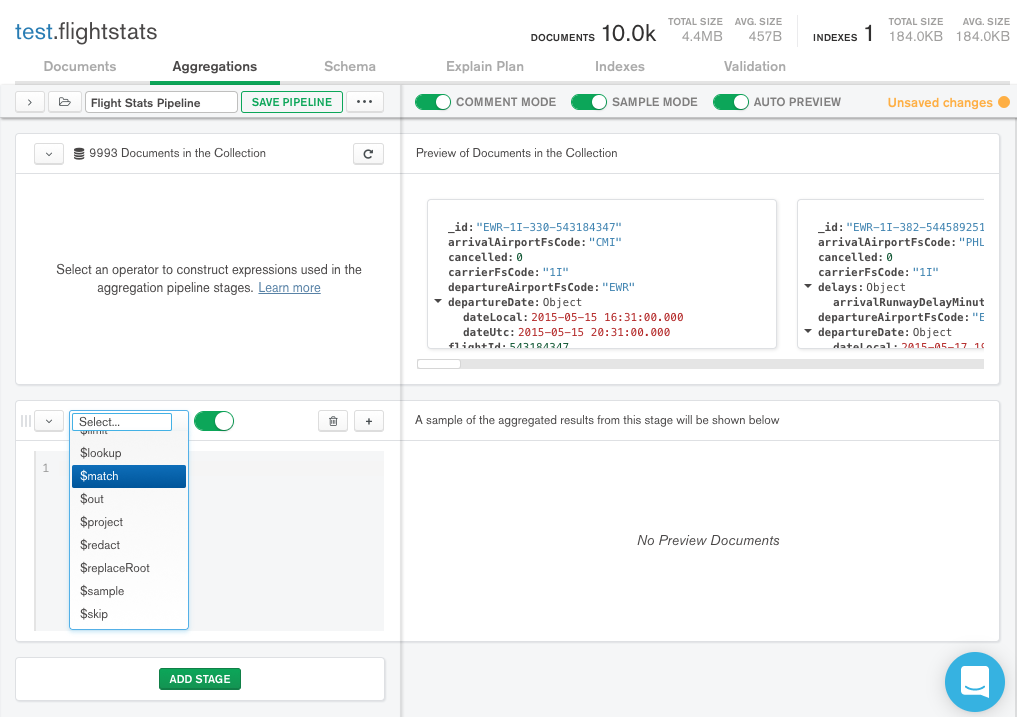 test.flightstats
DOCUMENTS 10.0k TOTAL SIZE 4.4MB AVG. SIZE 457B INDEXES 1 TOTAL SIZE 184.0KB AVG. SIZE 184.0KB
Documents Aggregations Schema Explain Plan Indexes Validation
Flight Stats Pipeline SAVE PIPELINE ... COMMENT MODE SAMPLE MODE AUTO PREVIEW Unsaved changes
9993 Documents in the Collection
Preview of Documents in the Collection
Select an operator to construct expressions used in the
aggregation pipeline stages. Learn more
_id: "EWR-1I-330-543184347"
arrivalAirportFsCode: "CMI"
cancelled: 0
carrierFsCode: "1I"
departureAirportFsCode: "EWR"
departureDate: Object
dateLocal: 2015-05-15 16:31:00.000
dateUtc: 2015-05-15 20:31:00.000
flightId: 543184347
_id: "EWR-1I-382-544589251
arrivalAirportFsCode: "PHL
cancelled: 0
carrierFsCode: "1I"
delays: Object
arrivalRunwayDelayMinut
departureAirportFsCode: "E
departureDate: Object
dateLocal: 2015-05-17 19
Select...
A sample of the aggregated results from this stage will be shown below
1
$limit
$lookup
$match
$out
$project
$redact
$replaceRoot
$sample
$skip
No Preview Documents
ADD STAGE